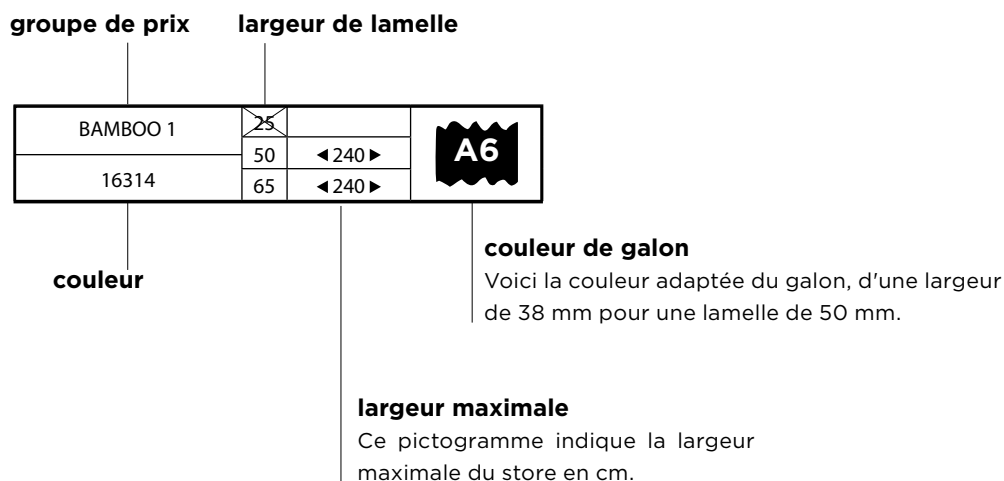 groupe de prix largeur de lamelle
BAMBOO 1 25
50 ◀240▶ A6
16314 65 ◀240▶
couleur de galon
Voici la couleur adaptée du galon, d'une largeur
de 38 mm pour une lamelle de 50 mm.
couleur
largeur maximale
Ce pictogramme indique la largeur
maximale du store en cm.